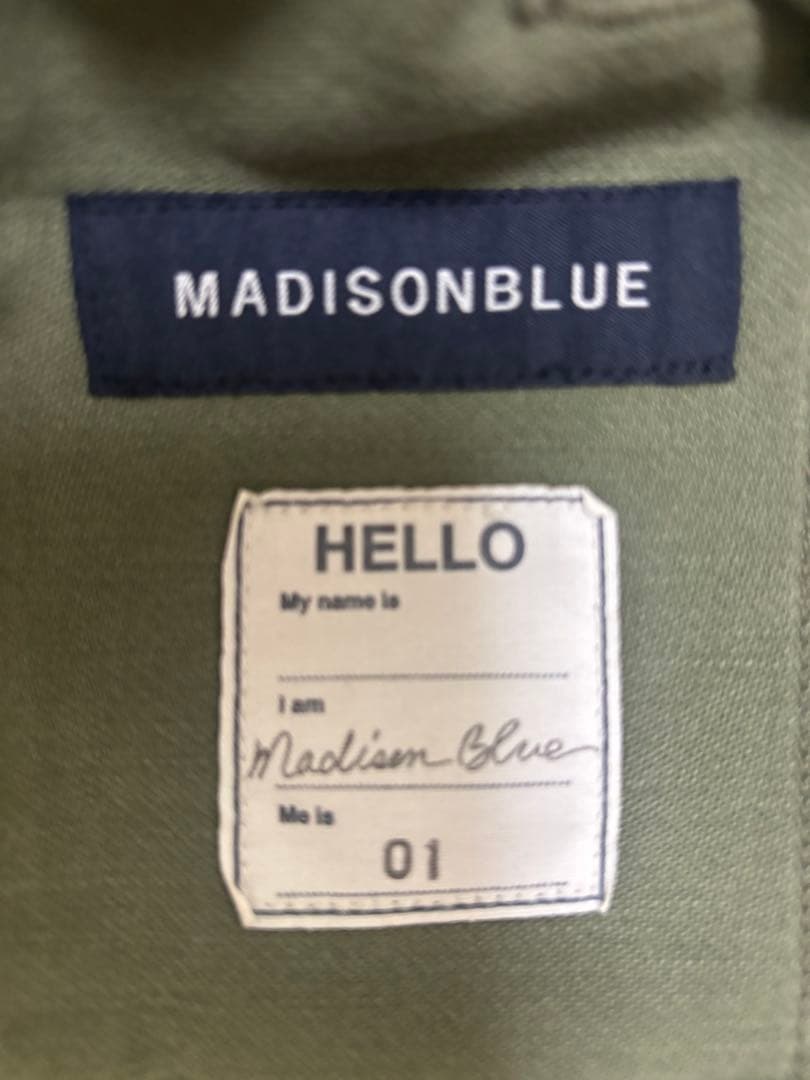 MADISONBLUE
HELLO
My name is
I am
Madison Blue
Me is
01